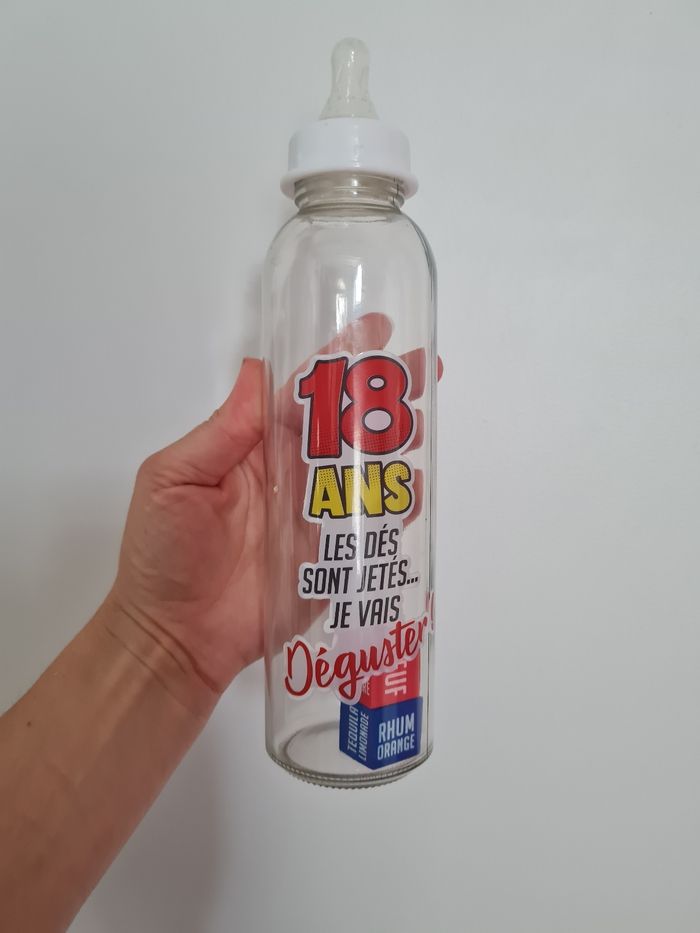 18
ANS
LES DÉS
SONT JETÉS...
JE VAIS
Déguster !
TEQUILA
LIMONADE
RHUM
ORANGE